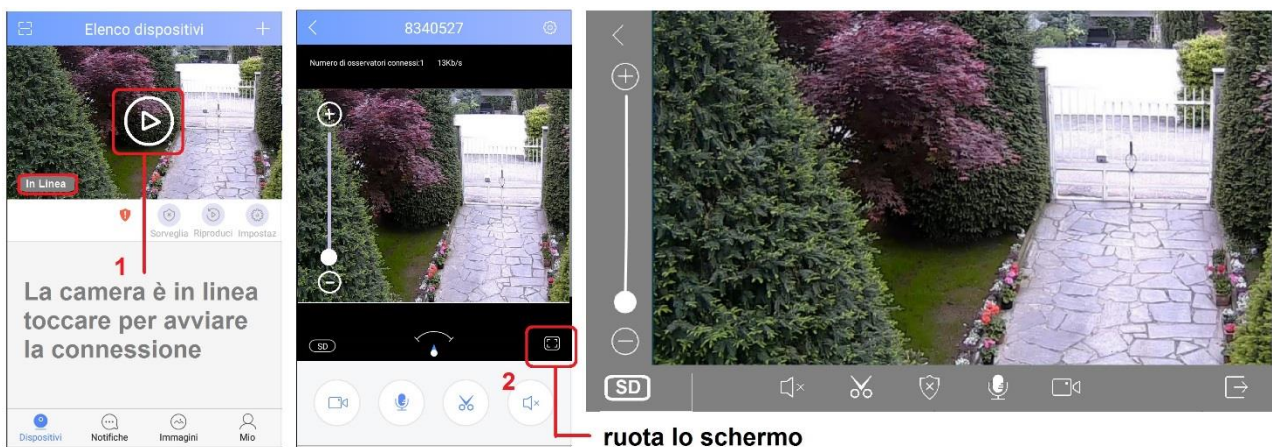 Elenco dispositivi
In Linea
Sorveglia Riproduci Impostaz
1
La camera è in linea
toccare per avviare
la connessione
Dispositivi Notifiche Immagini Mio
8340527
Numero di osservatori connessi:1 13Kb/s
SD
2
SD
ruota lo schermo